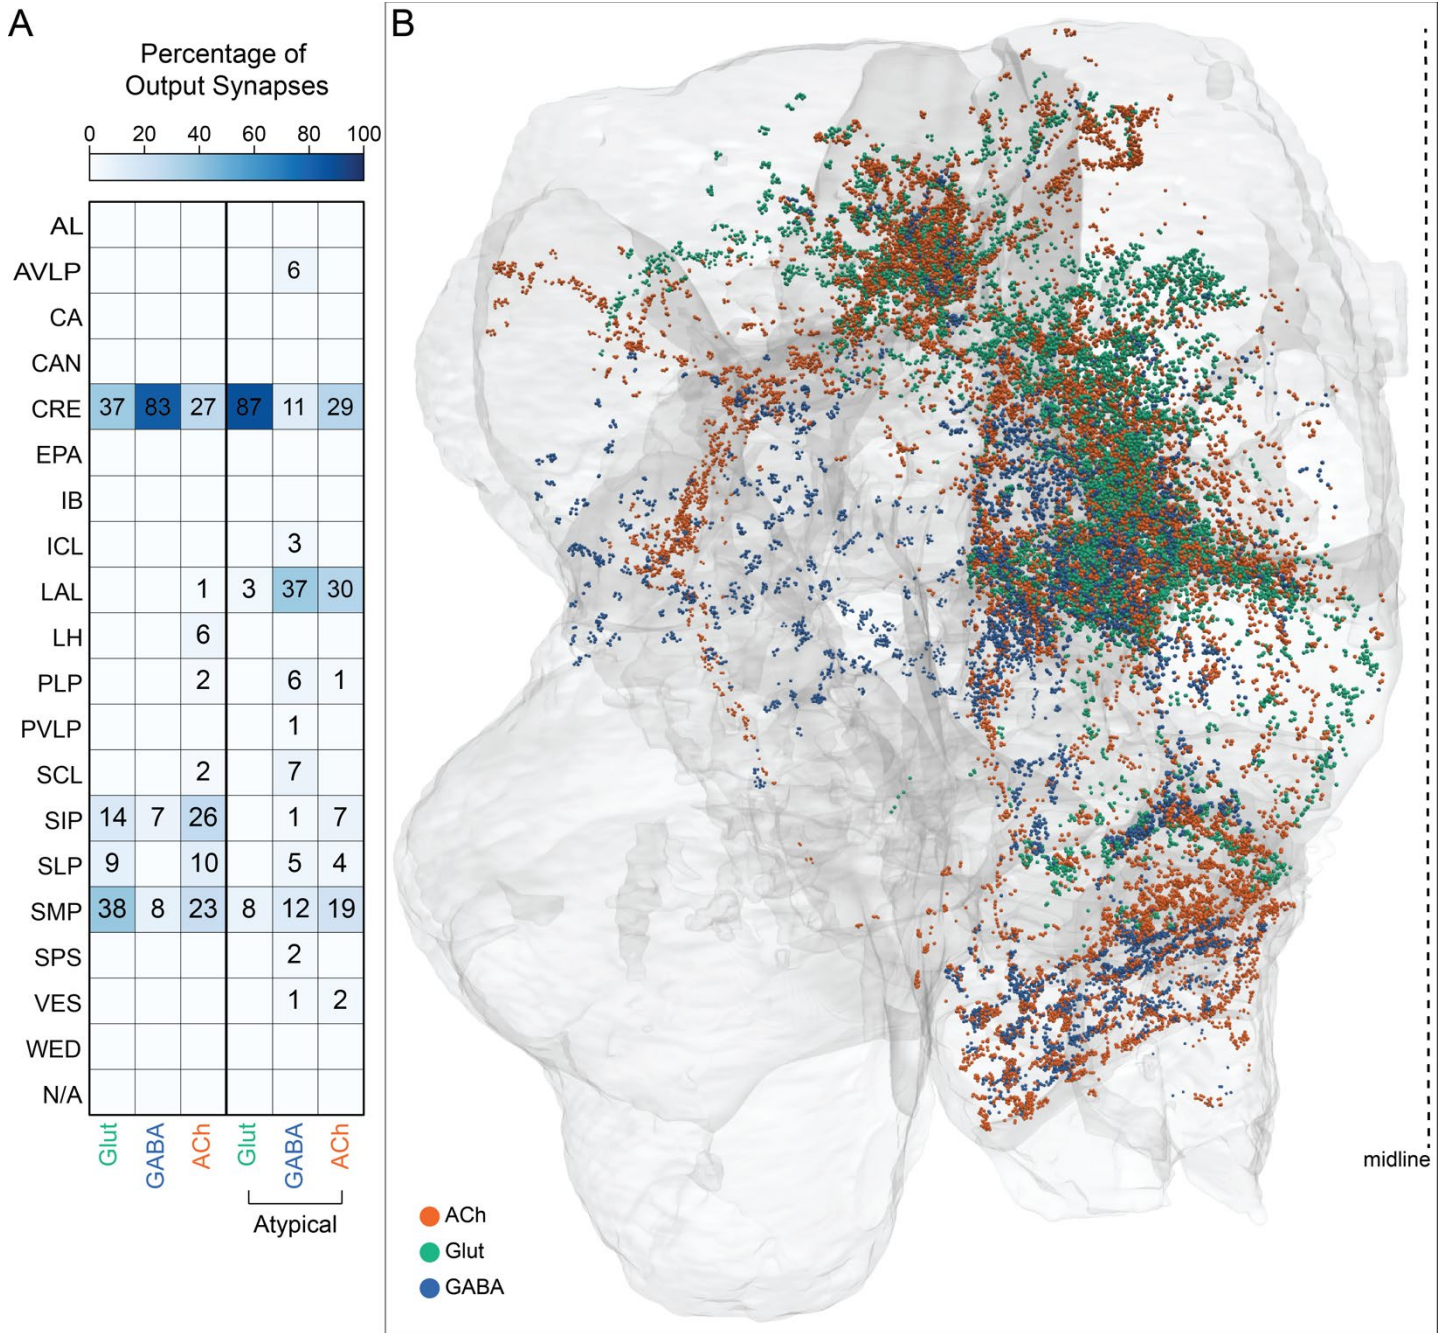 A
Percentage of
Output Synapses
0 20 40 60 80 100
AL
AVLP 6
CA
CAN
CRE 37 83 27 87 11 29
EPA
IB
ICL 3
LAL 1 3 37 30
LH 6
PLP 2 6 1
PVLP 1
SCL 2 7
SIP 14 7 26 1 7
SLP 9 10 5 4
SMP 38 8 23 8 12 19
SPS 2
VES 1 2
WED
N/A
Glut GABA ACh Glut GABA ACh
Atypical
B
midline
ACh
Glut
GABA